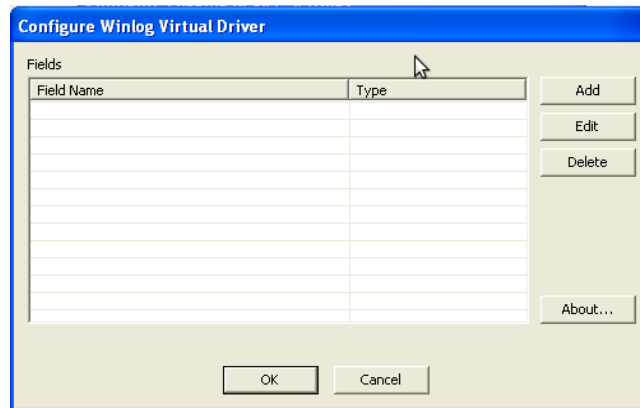 Configure Winlog Virtual Driver
Fields
Field Name Type
Add
Edit
Delete
About...
OK Cancel